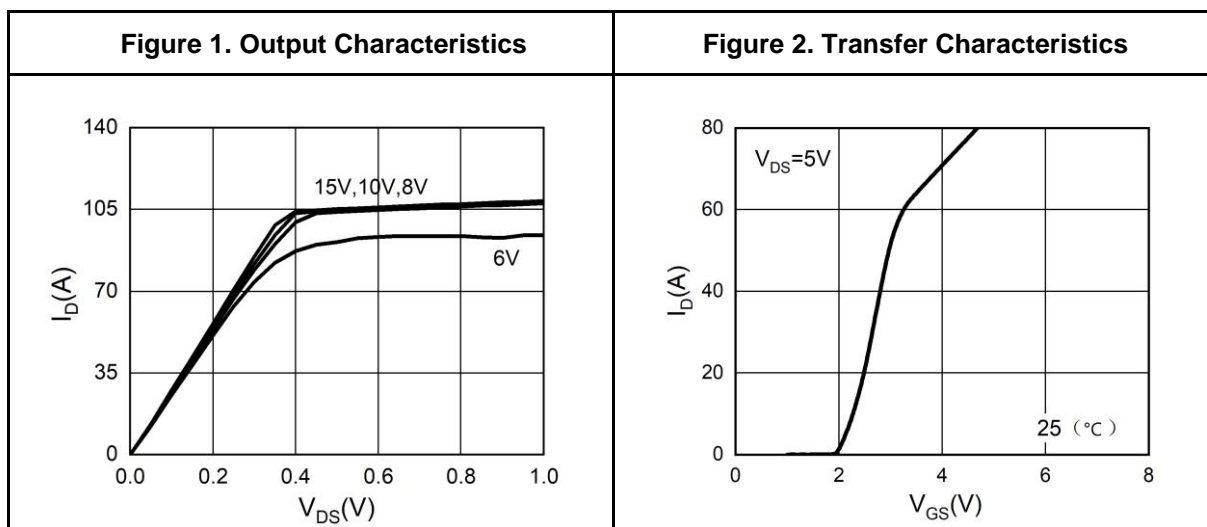 Figure 1. Output Characteristics
Figure 2. Transfer Characteristics
140
105
70
35
0
I_D(A)
15V,10V,8V
6V
0.0 0.2 0.4 0.6 0.8 1.0
V_DS(V)
80
60
40
20
0
I_D(A)
V_DS=5V
25（℃）
0 2 4 6 8
V_GS(V)